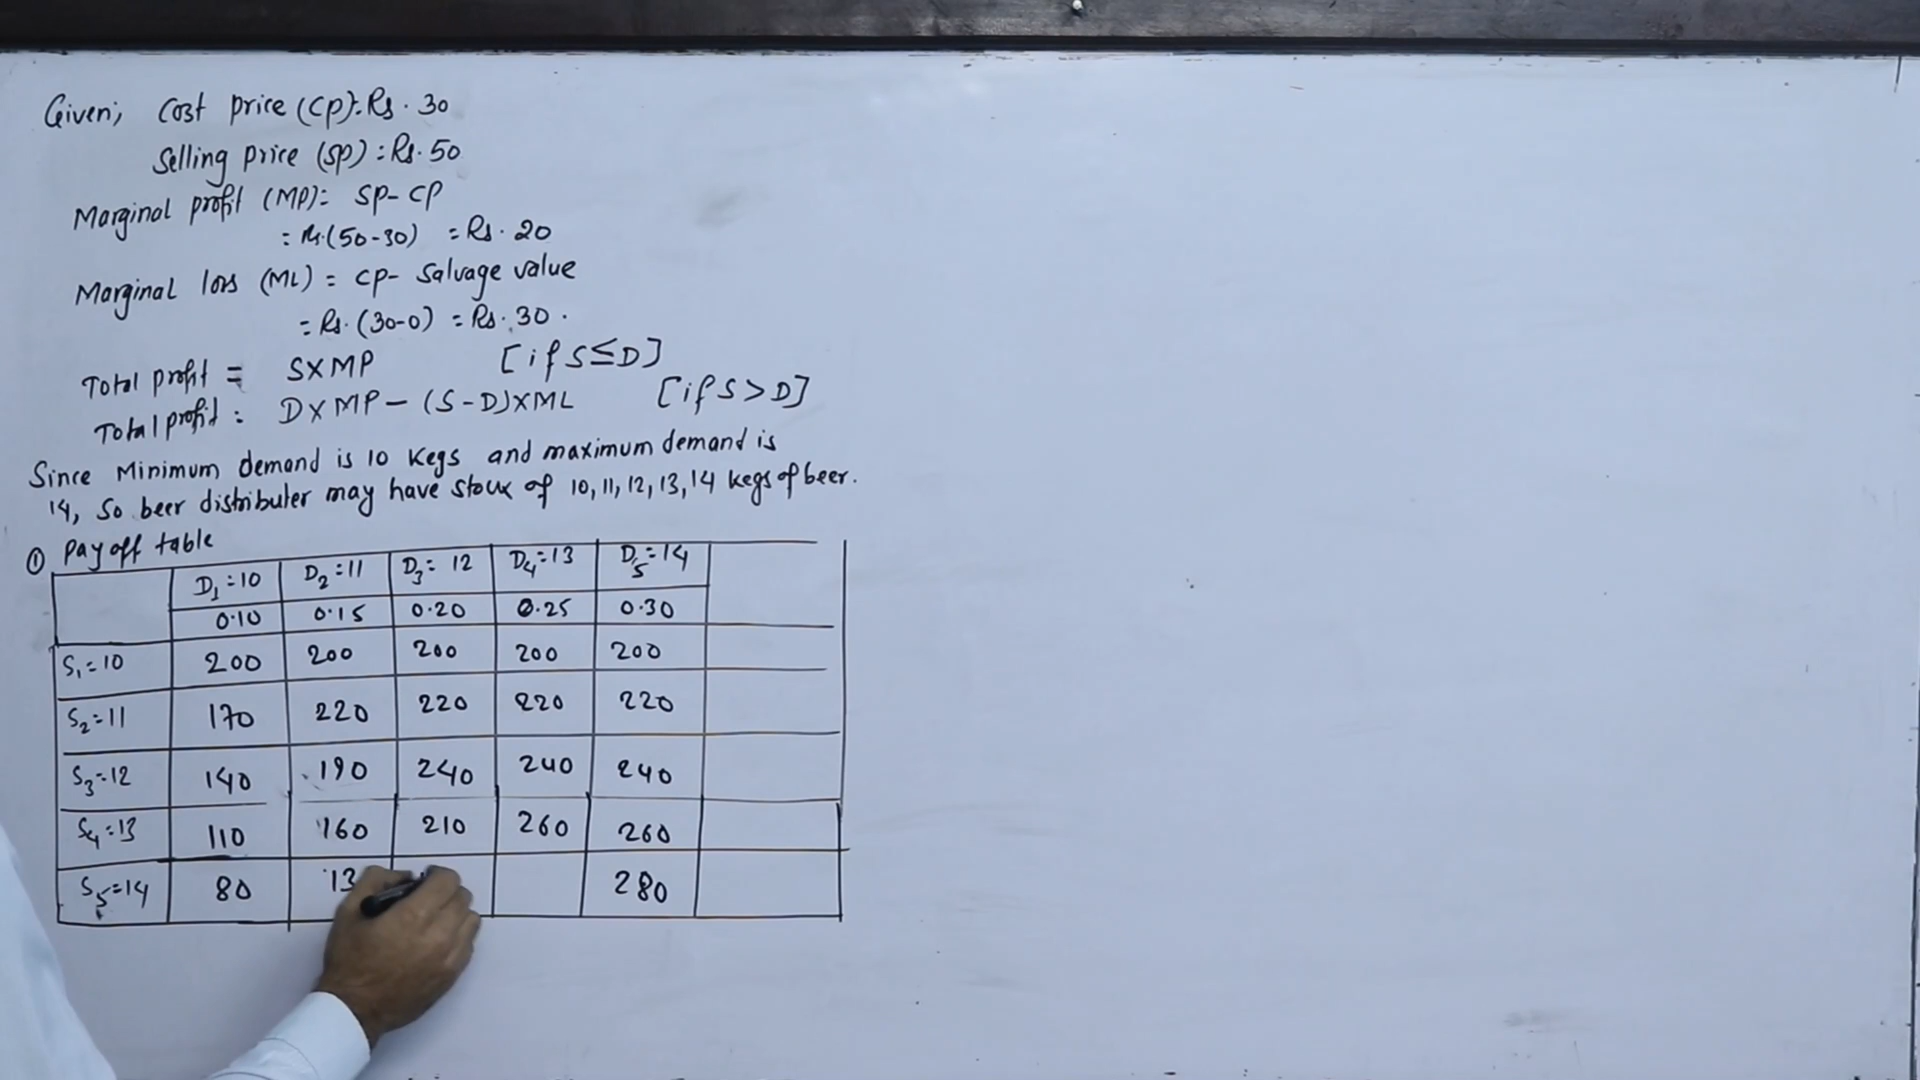 Given; Cost price (CP):Rs. 30
Selling price (SP) : Rs. 50
Marginal profit (MP): SP- CP
: Rs.(50-30) = Rs. 20
Marginal loss (ML) = CP- Salvage value
= Rs. (30-0) = Rs. 30.
Total profit = S×MP [if S≤D]
Total profit : D×MP - (S-D)×ML [if S>D]
Since Minimum demand is 10 Kegs and maximum demand is
14, So beer distributer may have stock of 10, 11, 12, 13, 14 kegs of beer.
① Pay off table
D1:10 D2:11 D3: 12 D4:13 D5:14
0.10 0.15 0.20 0.25 0.30
S1=10 200 200 200 200 200
S2=11 170 220 220 220 220
S3=12 140 190 240 240 240
S4=13 110 160 210 260 260
S5=14 80 13 280